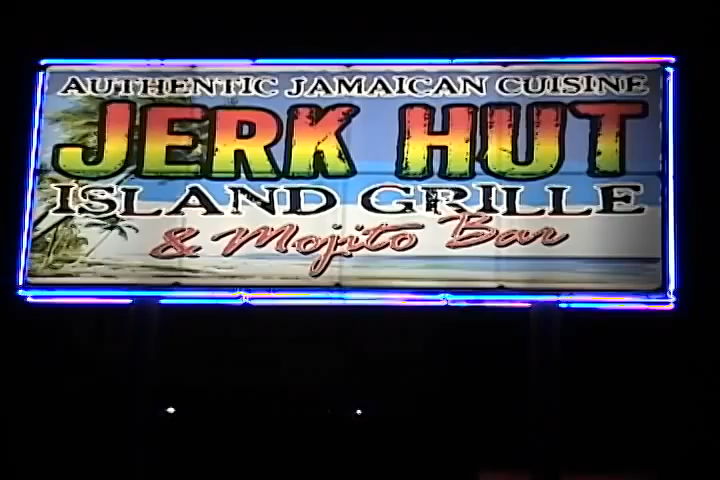 AUTHENTIC JAMAICAN CUISINE
JERK HUT
ISLAND GRILLE
& Mojito Bar